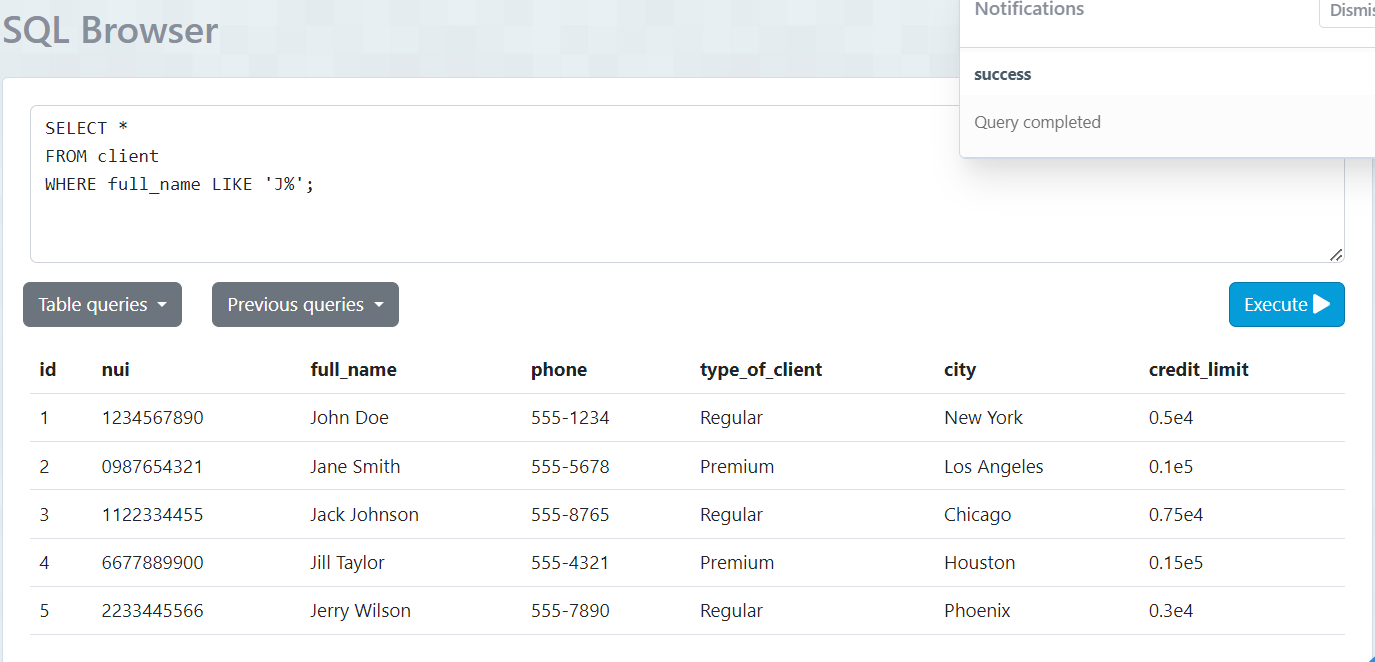 SQL Browser
Notifications
success
Query completed
SELECT *
FROM client
WHERE full_name LIKE 'J%';
Table queries
Previous queries
Execute
id nui full_name phone type_of_client city credit_limit
1 1234567890 John Doe 555-1234 Regular New York 0.5e4
2 0987654321 Jane Smith 555-5678 Premium Los Angeles 0.1e5
3 1122334455 Jack Johnson 555-8765 Regular Chicago 0.75e4
4 6677889900 Jill Taylor 555-4321 Premium Houston 0.15e5
5 2233445566 Jerry Wilson 555-7890 Regular Phoenix 0.3e4